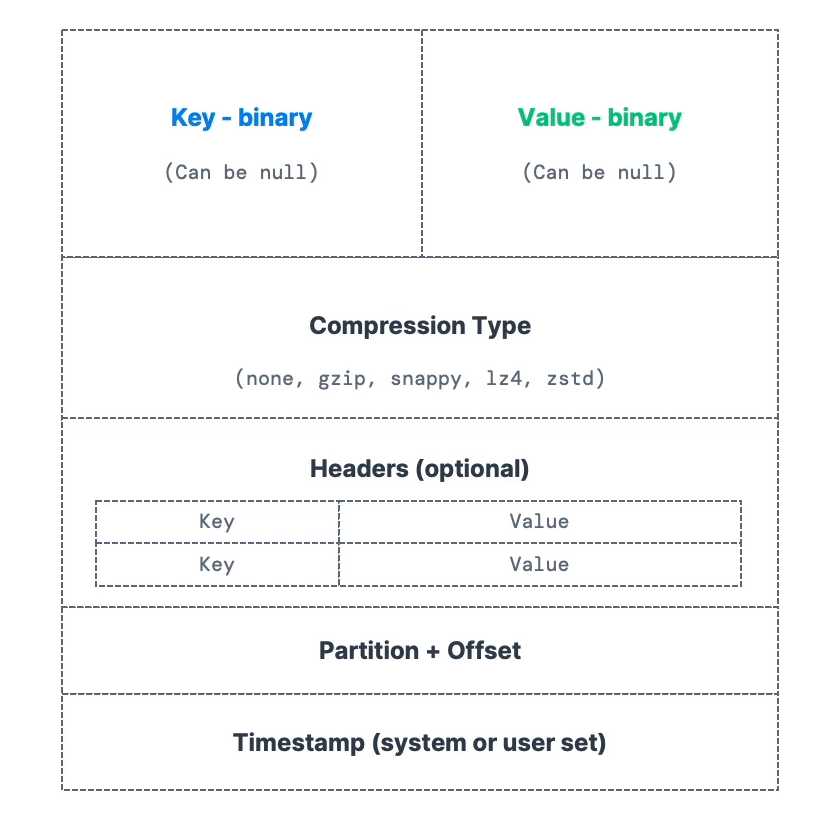 Key - binary
Value - binary
(Can be null)
(Can be null)
Compression Type
(none, gzip, snappy, lz4, zstd)
Headers (optional)
Key Value
Key Value
Partition + Offset
Timestamp (system or user set)